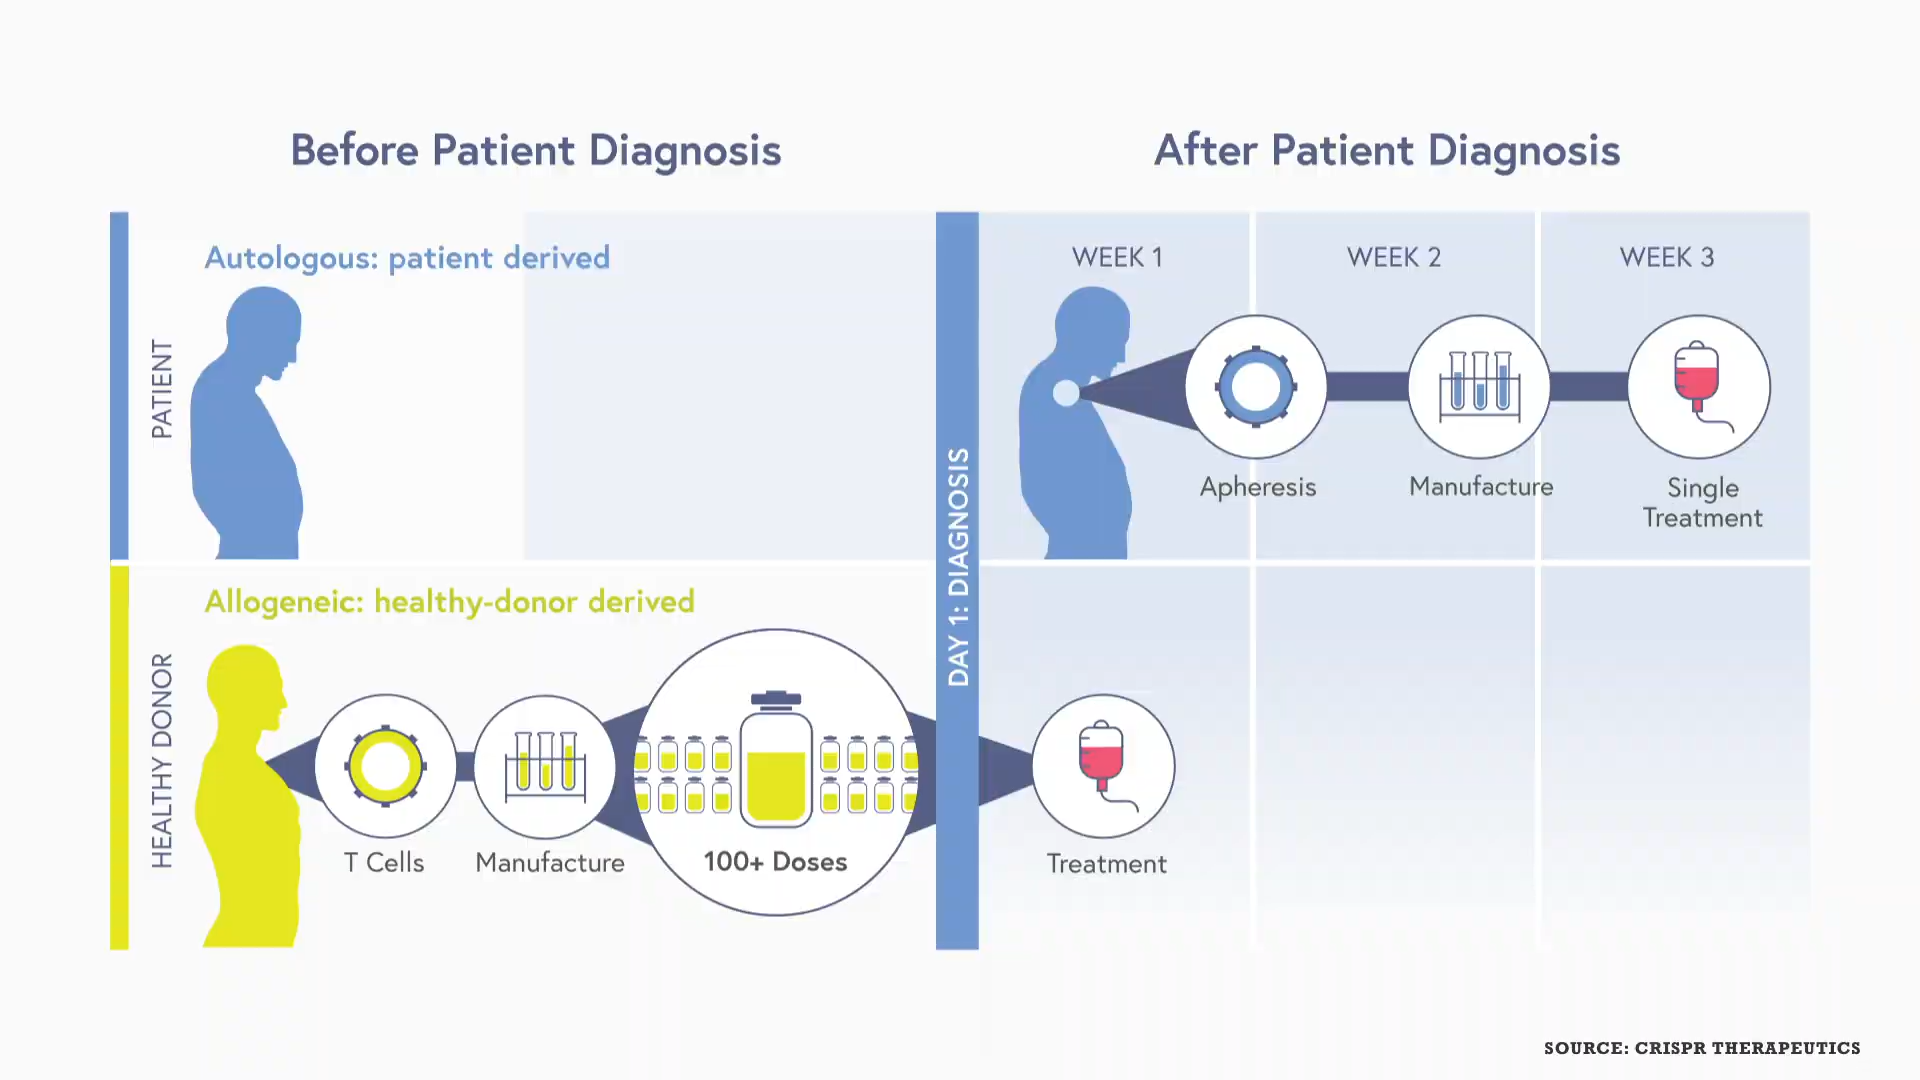 Before Patient Diagnosis
After Patient Diagnosis
Autologous: patient derived
PATIENT
WEEK 1
WEEK 2
WEEK 3
Apheresis
Manufacture
Single
Treatment
DAY 1: DIAGNOSIS
Allogeneic: healthy-donor derived
HEALTHY DONOR
T Cells
Manufacture
100+ Doses
Treatment
SOURCE: CRISPR THERAPEUTICS